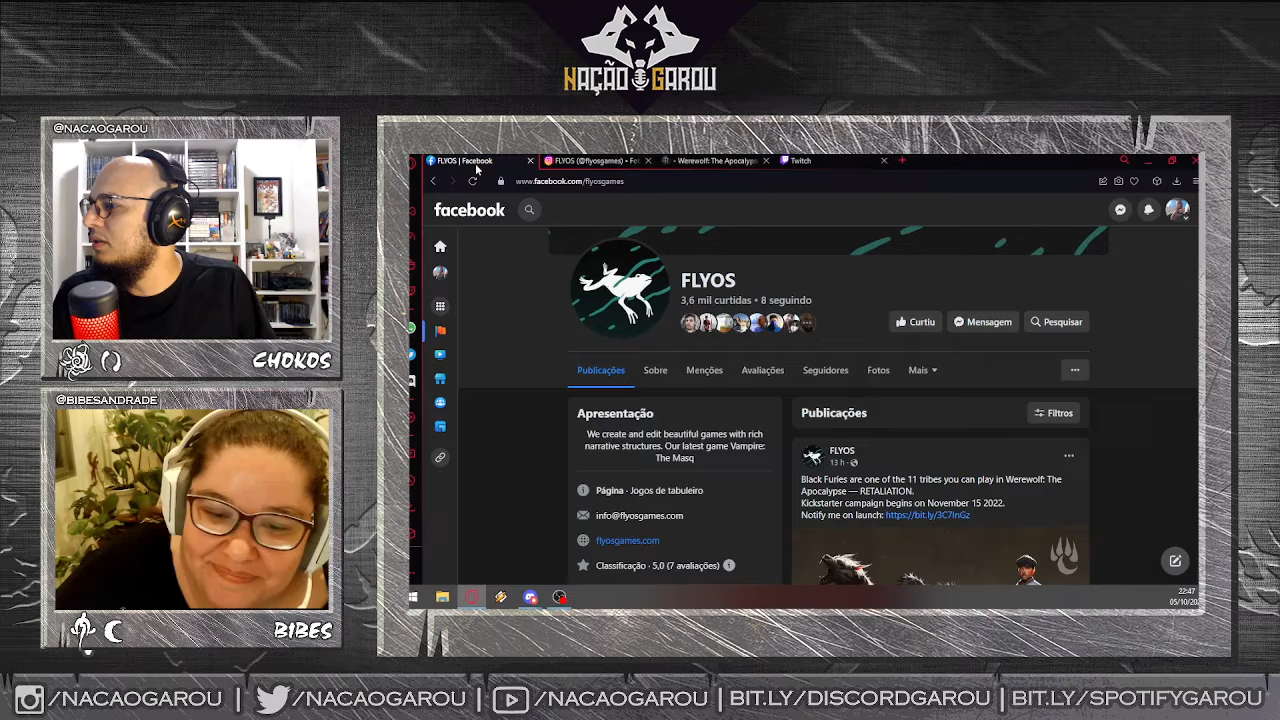 NAÇÃO GAROU
@NACAOGAROU
CHOKOS
@BIBESANDRADE
BIBES
FLYOS | Facebook
FLYOS (@flyosgames) • Fo
- Werewolf: The Apocalyps
Twitch
www.facebook.com/flyosgames
facebook
FLYOS
3,6 mil curtidas • 8 seguindo
Curtiu
Mensagem
Pesquisar
Publicações
Sobre
Menções
Avaliações
Seguidores
Fotos
Mais
Apresentação
We create and edit beautiful games with rich
narrative structures. Our latest game Vampire:
The Masq
Página · Jogos de tabuleiro
info@flyosgames.com
flyosgames.com
Classificação · 5,0 (7 avaliações)
Publicações
Filtros
FLYOS
13 h ·
Black Furies are one of the 11 tribes you can play in Werewolf: The
Apocalypse — RETALIATION.
Kickstarter campaign begins on November 15 2022.
Notify me on launch: https://bit.ly/3C7InGz
22:47
05/10/202
/NACAOGAROU | /NACAOGAROU | /NACAOGAROU | BIT.LY/DISCORDGAROU | BIT.LY/SPOTIFYGAROU